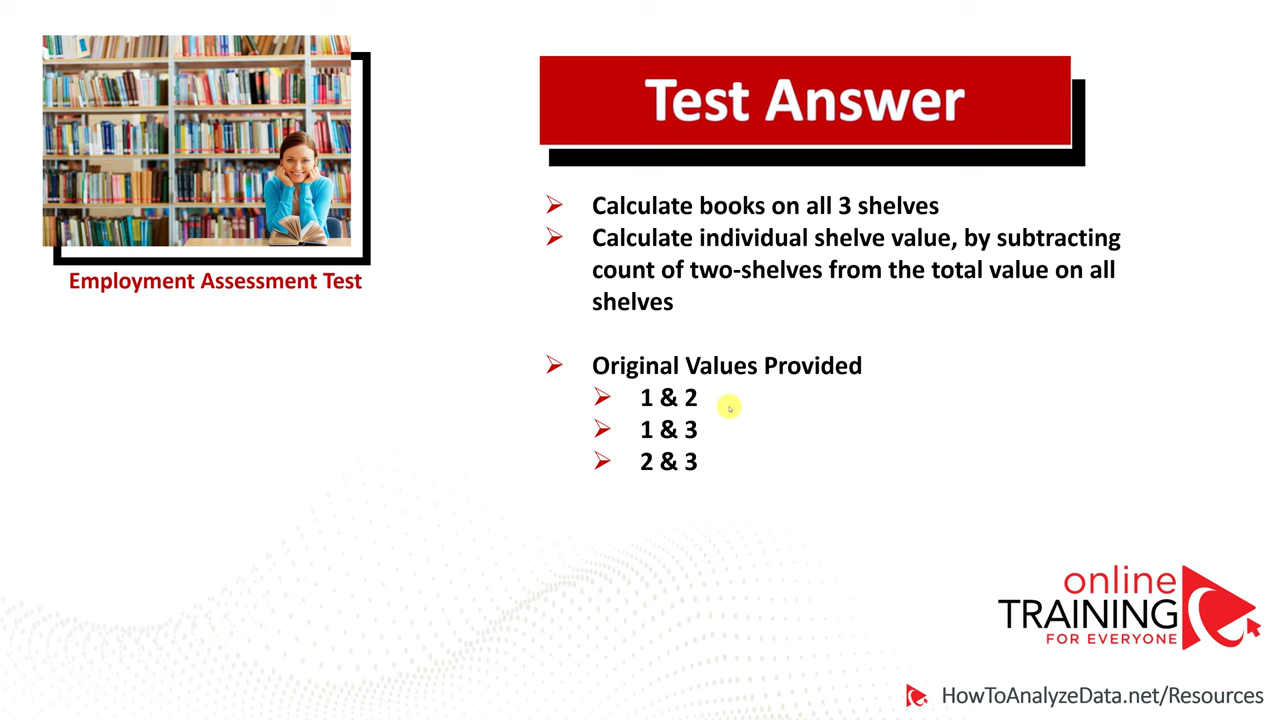 Test Answer
Employment Assessment Test
Calculate books on all 3 shelves
Calculate individual shelve value, by subtracting
count of two-shelves from the total value on all
shelves
Original Values Provided
1 & 2
1 & 3
2 & 3
online
TRAINING
FOR EVERYONE
HowToAnalyzeData.net/Resources